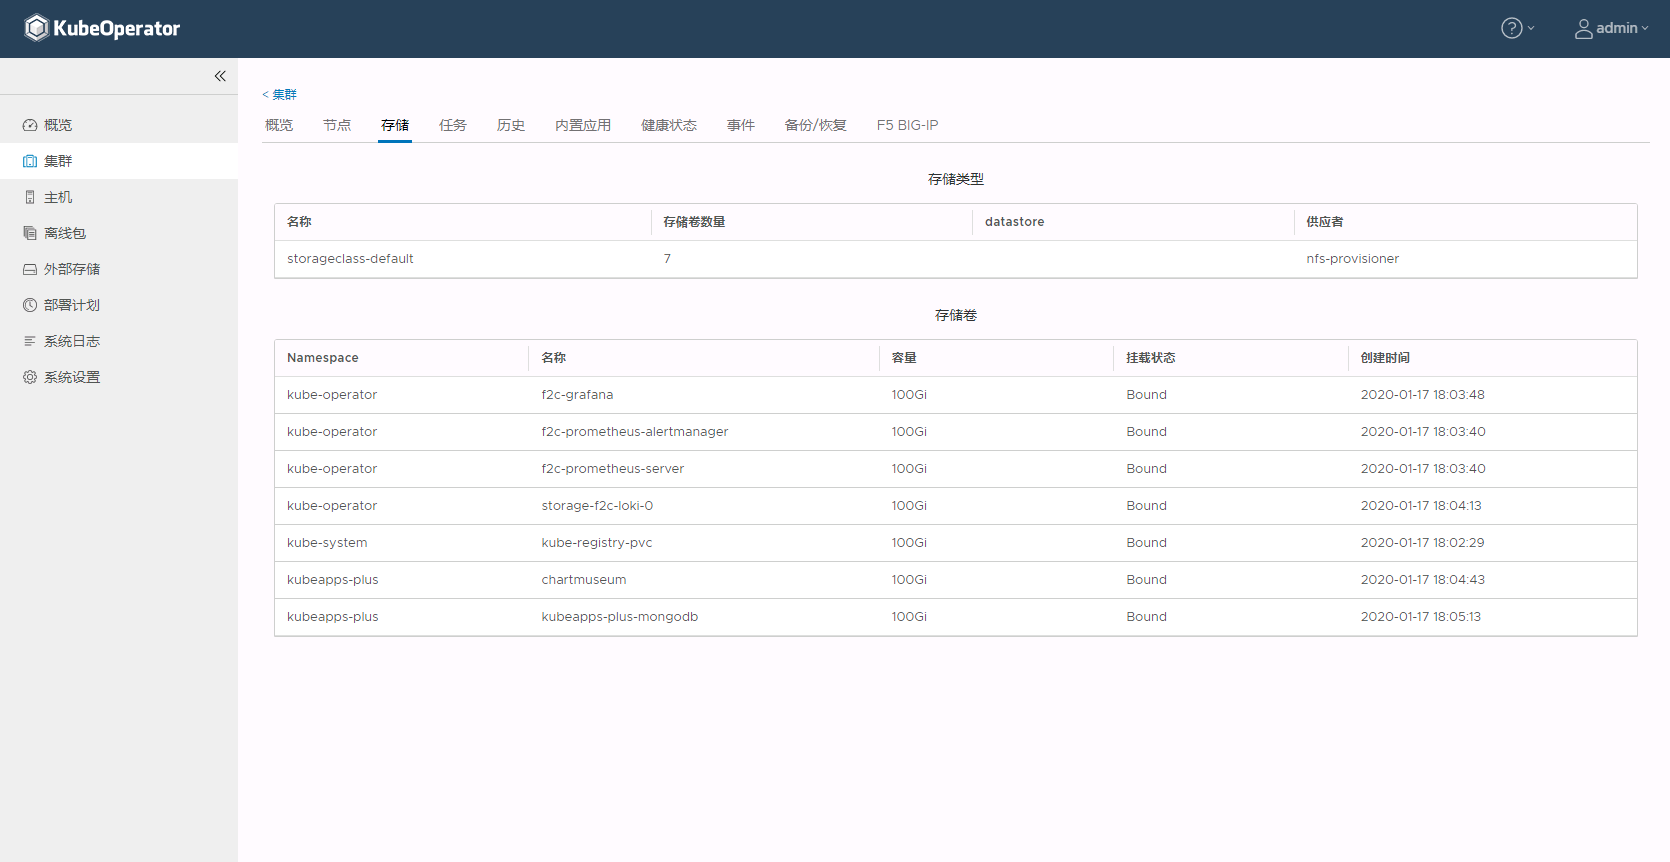 KubeOperator
admin
概览
集群
主机
离线包
外部存储
部署计划
系统日志
系统设置
< 集群
概览 节点 存储 任务 历史 内置应用 健康状态 事件 备份/恢复 F5 BIG-IP
存储类型
名称 存储卷数量 datastore 供应者
storageclass-default 7 nfs-provisioner
存储卷
Namespace 名称 容量 挂载状态 创建时间
kube-operator f2c-grafana 100Gi Bound 2020-01-17 18:03:48
kube-operator f2c-prometheus-alertmanager 100Gi Bound 2020-01-17 18:03:40
kube-operator f2c-prometheus-server 100Gi Bound 2020-01-17 18:03:40
kube-operator storage-f2c-loki-0 100Gi Bound 2020-01-17 18:04:13
kube-system kube-registry-pvc 100Gi Bound 2020-01-17 18:02:29
kubeapps-plus chartmuseum 100Gi Bound 2020-01-17 18:04:43
kubeapps-plus kubeapps-plus-mongodb 100Gi Bound 2020-01-17 18:05:13